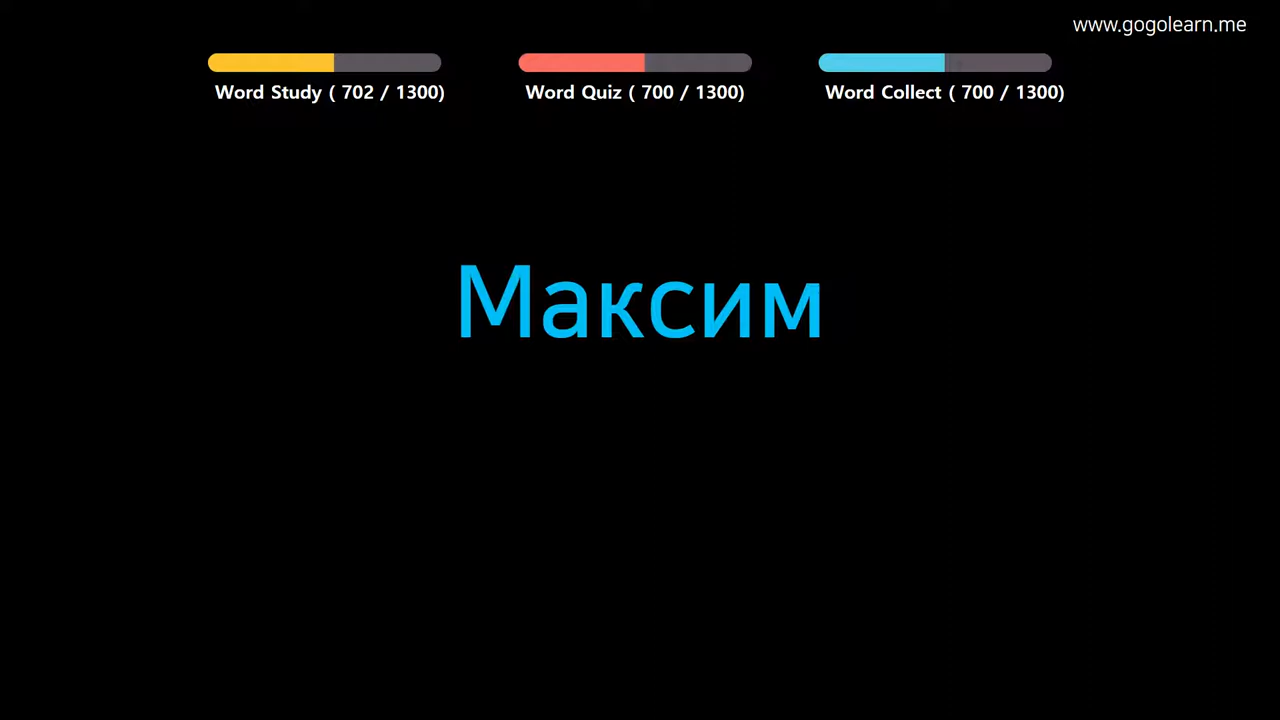 www.gogolearn.me
Word Study ( 702 / 1300)
Word Quiz ( 700 / 1300)
Word Collect ( 700 / 1300)
Максим